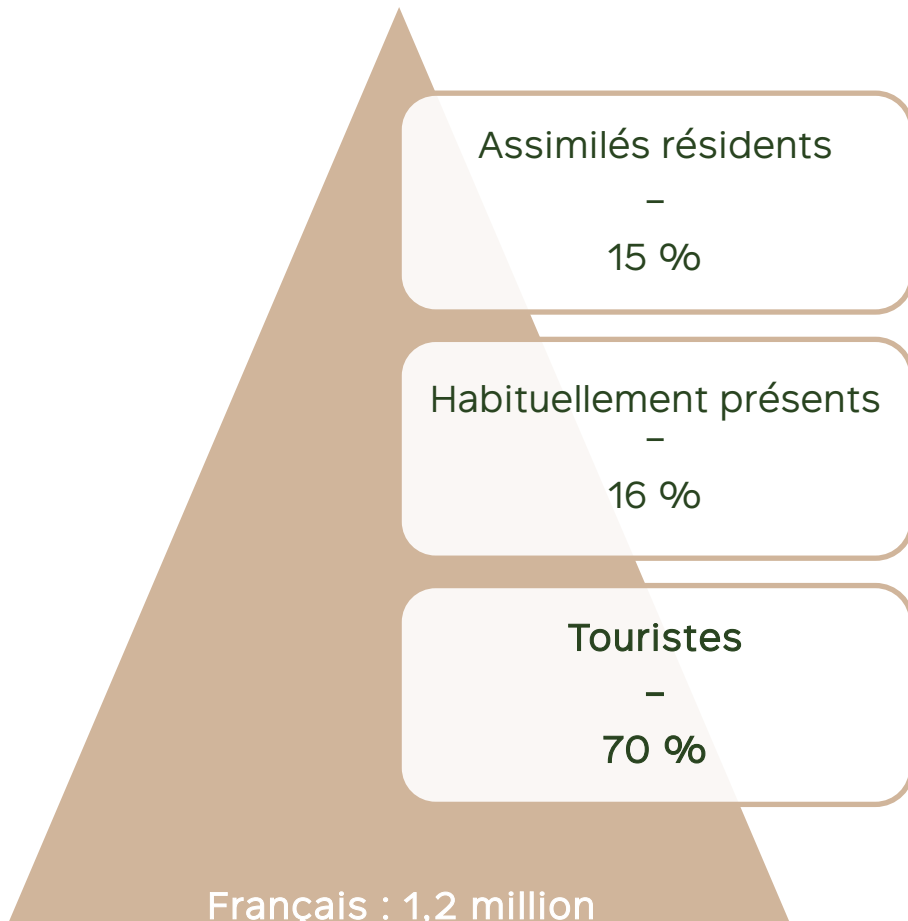 Assimilés résidents
–
15 %
Habituellement présents
–
16 %
Touristes
–
70 %
Français : 1,2 million